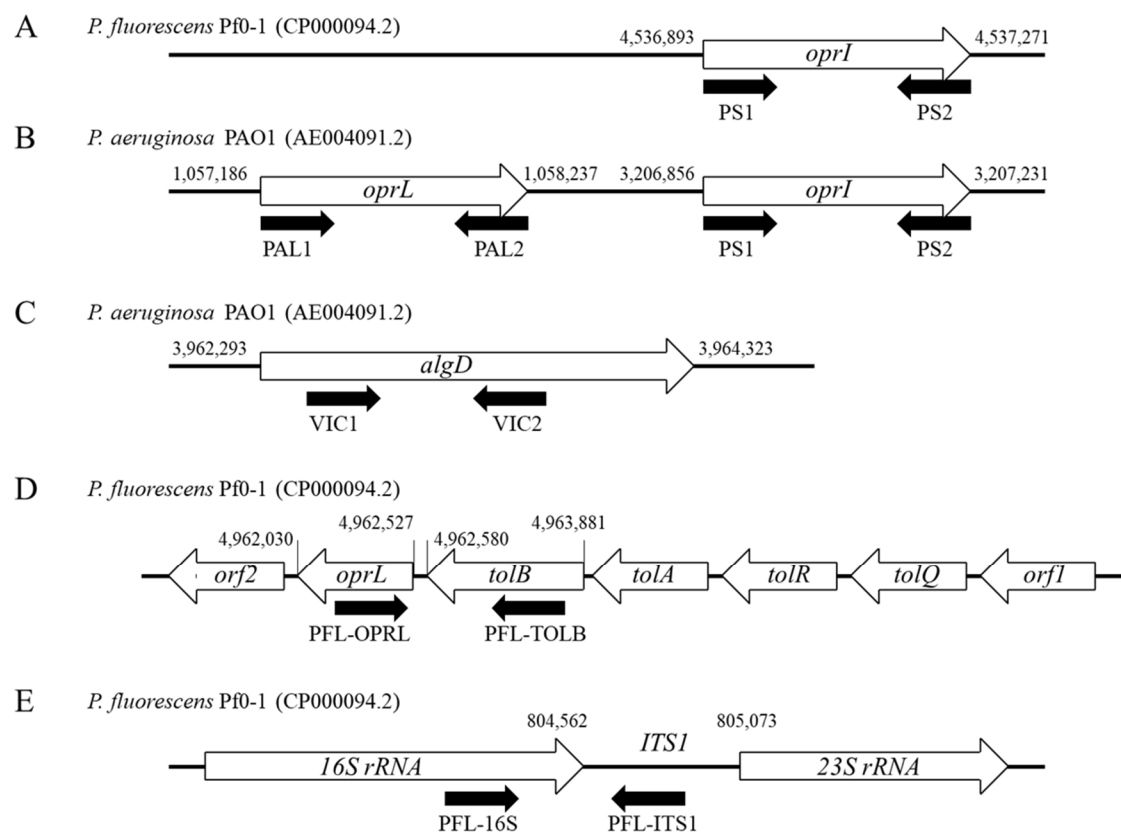 A P. fluorescens Pf0-1 (CP000094.2)
4,536,893 4,537,271
oprI
PS1 PS2
B P. aeruginosa PAO1 (AE004091.2)
1,057,186 1,058,237 3,206,856 3,207,231
oprL oprI
PAL1 PAL2 PS1 PS2
C P. aeruginosa PAO1 (AE004091.2)
3,962,293 3,964,323
algD
VIC1 VIC2
D P. fluorescens Pf0-1 (CP000094.2)
4,962,527 4,963,881
4,962,030 4,962,580
orf2 oprL tolB tolA tolR tolQ orf1
PFL-OPRL PFL-TOLB
E P. fluorescens Pf0-1 (CP000094.2)
804,562 805,073
ITS1
16S rRNA 23S rRNA
PFL-16S PFL-ITS1